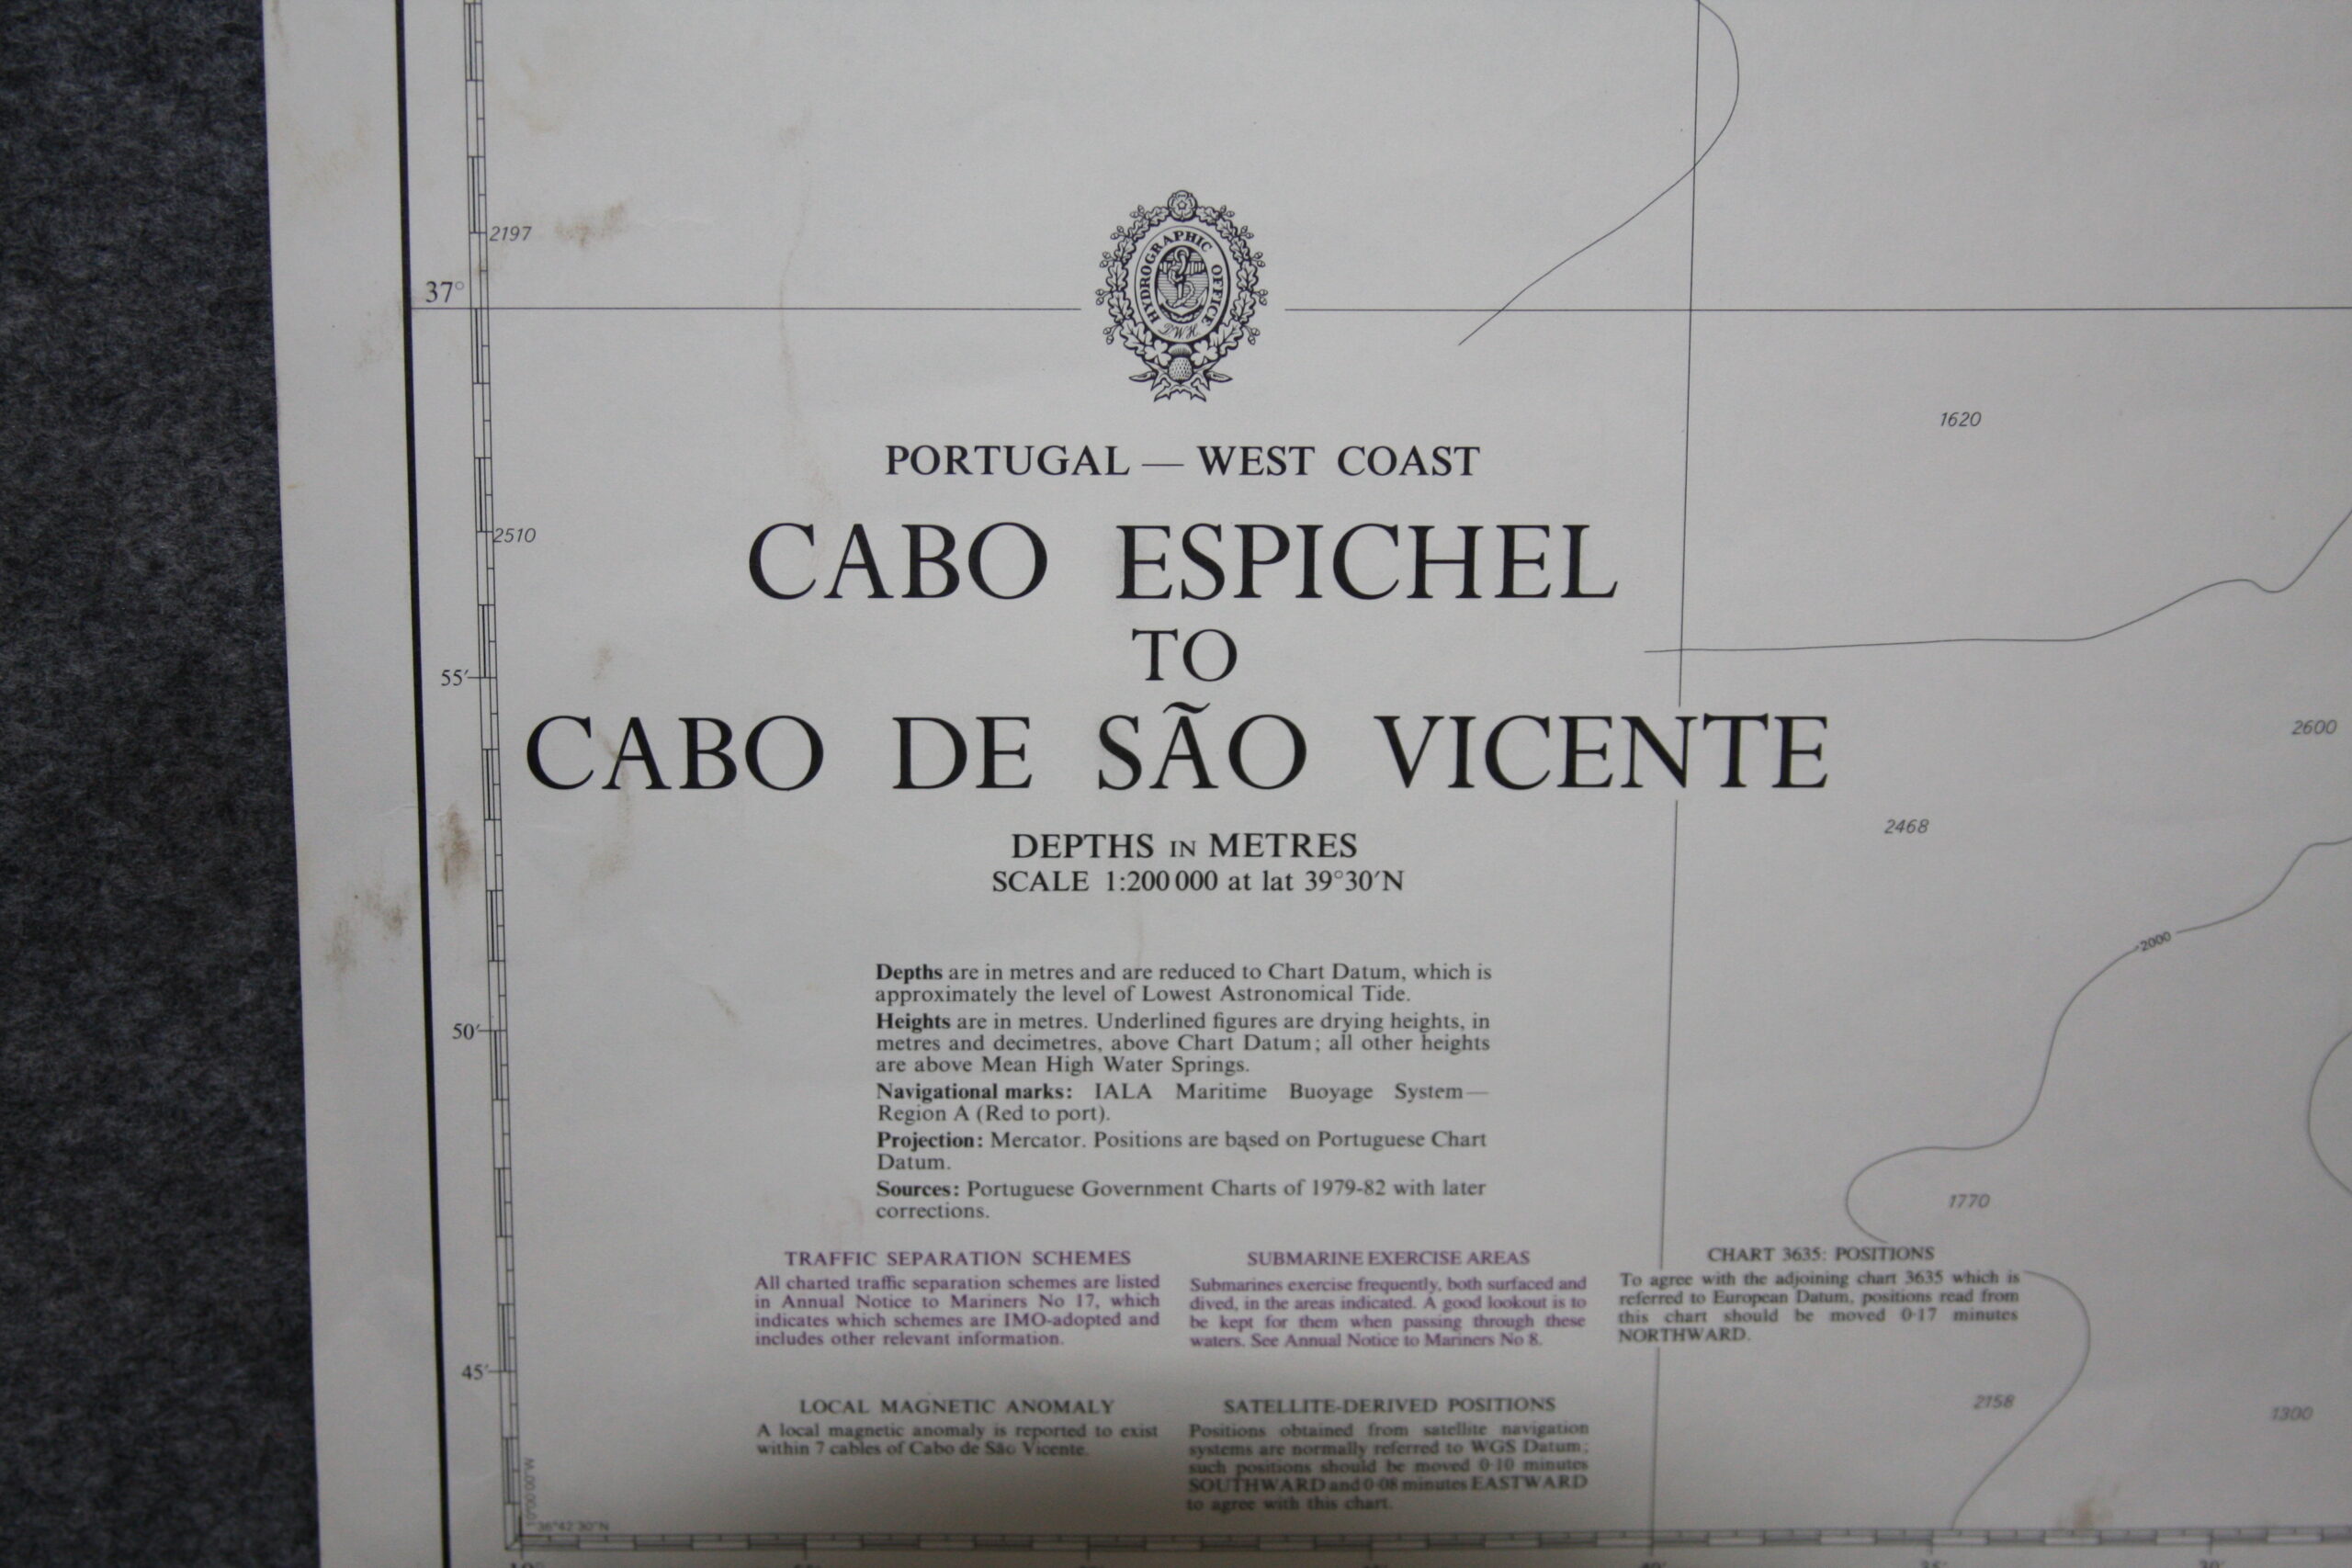 2197
37°
HYDROGRAPHIC OFFICE
1620
PORTUGAL — WEST COAST
2510
CABO ESPICHEL
TO
55′
CABO DE SÃO VICENTE
2600
2468
DEPTHS IN METRES
SCALE 1:200 000 at lat 39°30′N
2000
Depths are in metres and are reduced to Chart Datum, which is
approximately the level of Lowest Astronomical Tide.
Heights are in metres. Underlined figures are drying heights, in
metres and decimetres, above Chart Datum; all other heights
are above Mean High Water Springs.
50′
Navigational marks: IALA Maritime Buoyage System—
Region A (Red to port).
Projection: Mercator. Positions are based on Portuguese Chart
Datum.
Sources: Portuguese Government Charts of 1979-82 with later
corrections.
1770
TRAFFIC SEPARATION SCHEMES
All charted traffic separation schemes are listed
in Annual Notice to Mariners No 17, which
indicates which schemes are IMO-adopted and
includes other relevant information.
SUBMARINE EXERCISE AREAS
Submarines exercise frequently, both surfaced and
dived, in the areas indicated. A good lookout is to
be kept for them when passing through these
waters. See Annual Notice to Mariners No 8.
CHART 3635: POSITIONS
To agree with the adjoining chart 3635 which is
referred to European Datum, positions read from
this chart should be moved 0·17 minutes
NORTHWARD.
45′
LOCAL MAGNETIC ANOMALY
A local magnetic anomaly is reported to exist
within 7 cables of Cabo de São Vicente.
SATELLITE-DERIVED POSITIONS
Positions obtained from satellite navigation
systems are normally referred to WGS Datum;
such positions should be moved 0·10 minutes
SOUTHWARD and 0·08 minutes EASTWARD
to agree with this chart.
2158
1300
10°00′00″W
36°42′30″N